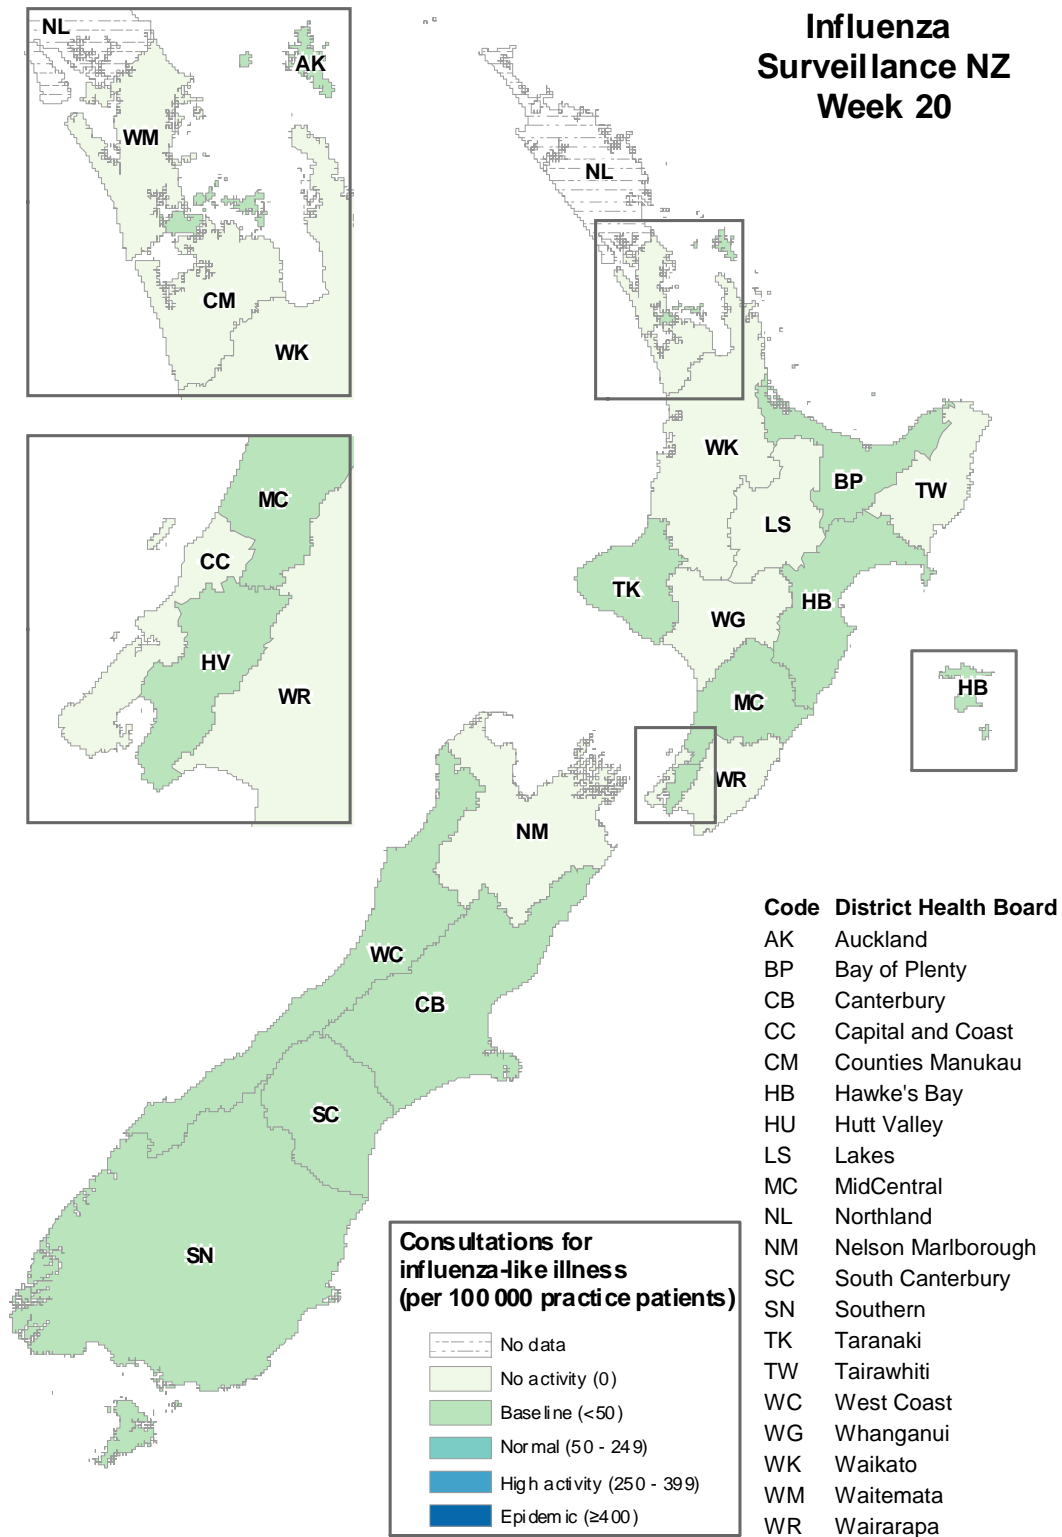 Influenza
Surveillance NZ
Week 20
NL
AK
WM
CM
WK
MC
CC
HV
WR
NL
WK
BP
TW
LS
TK
HB
WG
MC
WR
HB
NM
WC
CB
SC
SN
Consultations for
influenza-like illness
(per 100 000 practice patients)
No data
No activity (0)
Baseline (<50)
Normal (50 - 249)
High activity (250 - 399)
Epidemic (≥400)
Code District Health Board
AK Auckland
BP Bay of Plenty
CB Canterbury
CC Capital and Coast
CM Counties Manukau
HB Hawke's Bay
HU Hutt Valley
LS Lakes
MC MidCentral
NL Northland
NM Nelson Marlborough
SC South Canterbury
SN Southern
TK Taranaki
TW Tairawhiti
WC West Coast
WG Whanganui
WK Waikato
WM Waitemata
WR Wairarapa